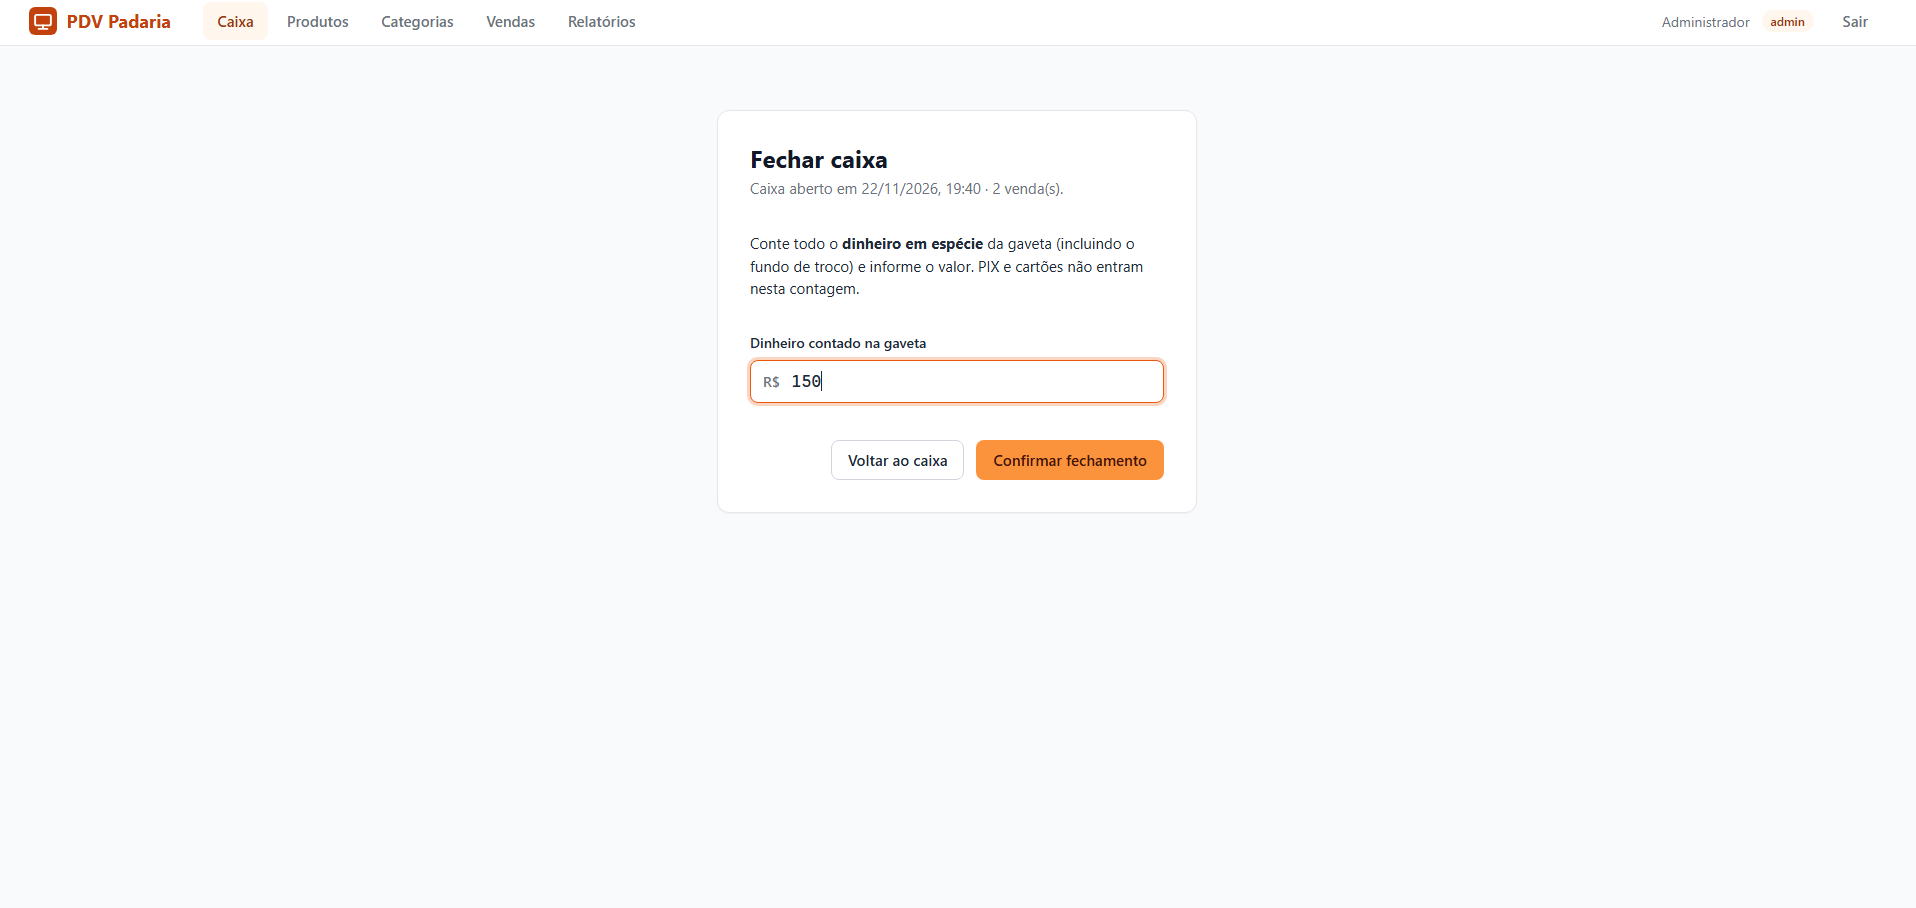 PDV Padaria Caixa Produtos Categorias Vendas Relatórios Administrador admin Sair
Fechar caixa
Caixa aberto em 22/11/2026, 19:40 · 2 venda(s).
Conte todo o dinheiro em espécie da gaveta (incluindo o
fundo de troco) e informe o valor. PIX e cartões não entram
nesta contagem.
Dinheiro contado na gaveta
R$ 150
Voltar ao caixa Confirmar fechamento